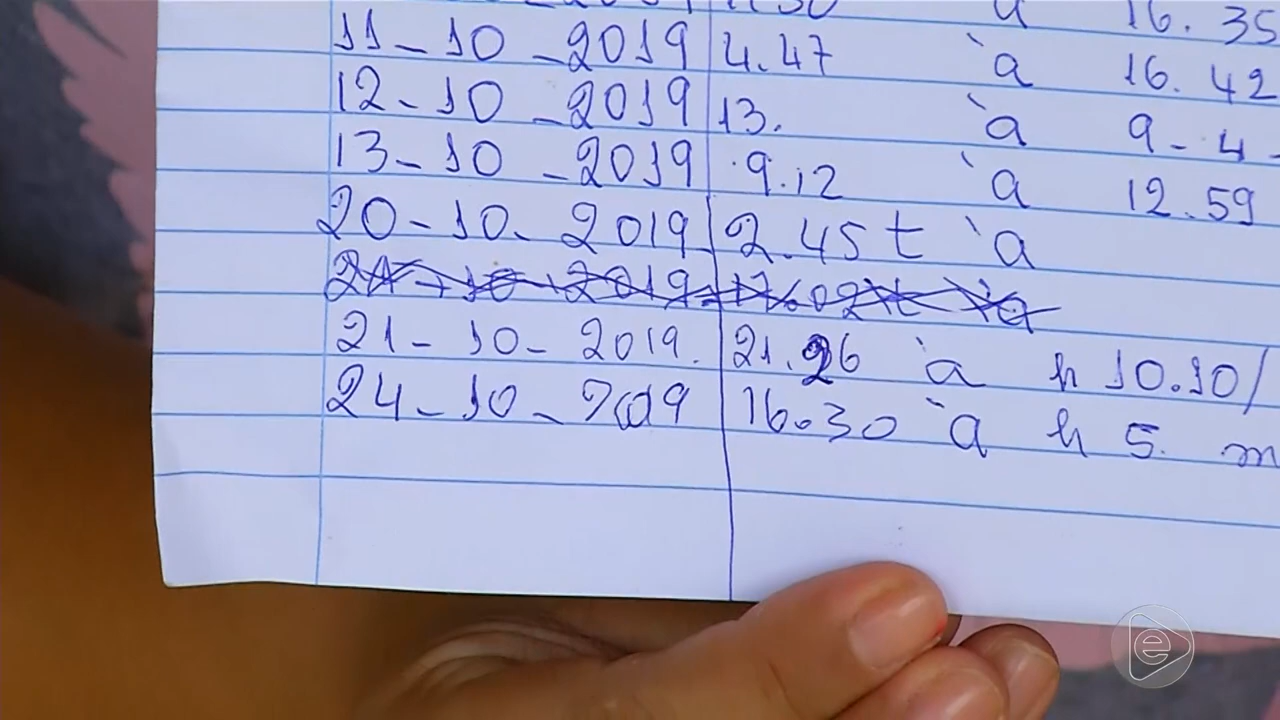 à 16.35
11-10-2019 4.47 à 16.42
12-10-2019 13. à 9-4-
13-10-2019 9.12 à 12.59
20-10-2019 2.45t à
21-10-2019. 21.26 à h 10.10/
24-10-2019 16.30 à h 5. m
e